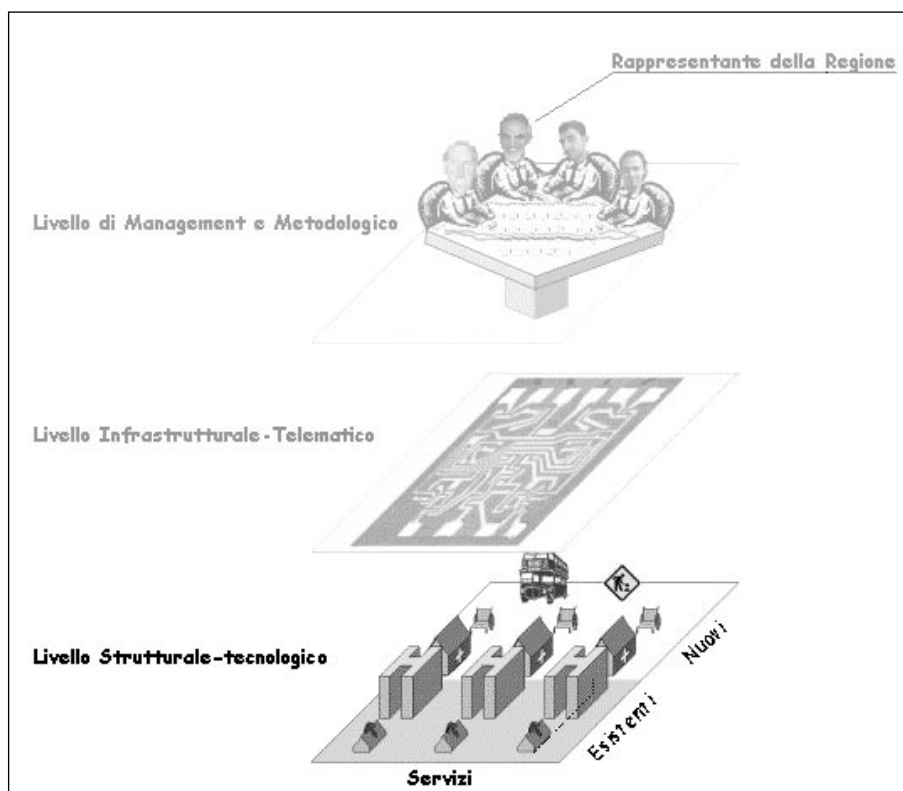 Rappresentante della Regione
Livello di Management e Metodologico
Livello Infrastrutturale-Telematico
Livello Strutturale-tecnologico
Nuovi
Esistenti
Servizi